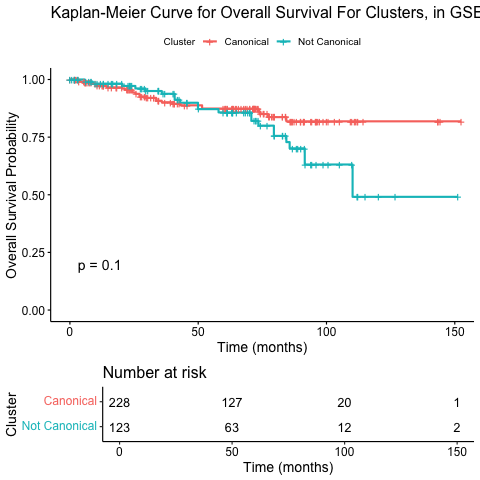 Kaplan-Meier Curve for Overall Survival For Clusters, in GSE
Cluster Canonical Not Canonical
1.00
0.75
0.50
0.25
0.00
Overall Survival Probability
p = 0.1
0 50 100 150
Time (months)
Number at risk
Cluster
Canonical 228 127 20 1
Not Canonical 123 63 12 2
0 50 100 150
Time (months)